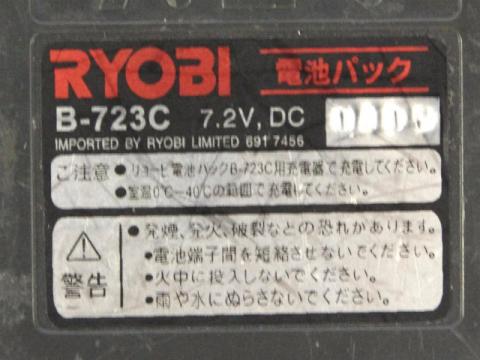 RYOBI 電池パック
B-723C 7.2V, DC
IMPORTED BY RYOBI LIMITED 691 7456
ご注意 ●リョービ電池パックB-723C用充電器で充電してください。
●室温0℃~40℃の範囲で充電してください。
●発煙、発火、破裂などの恐れがあります。
•電池端子間を短絡させないでください。
•火中に投入しないでください。
•雨や水にぬらさないでください。
警告